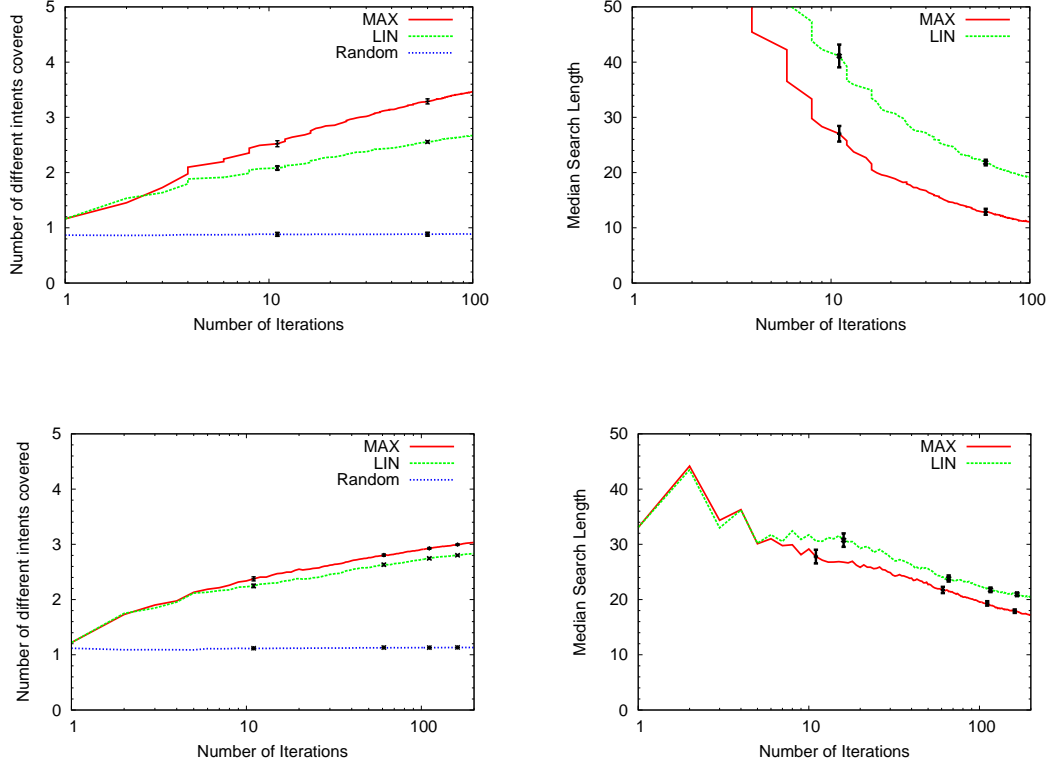 Number of different intents covered
5
4
3
2
1
0
MAX
LIN
Random
1
10
100
Number of Iterations
Median Search Length
50
40
30
20
10
0
MAX
LIN
1
10
100
Number of Iterations
Number of different intents covered
5
4
3
2
1
0
MAX
LIN
Random
1
10
100
Number of Iterations
Median Search Length
50
40
30
20
10
0
MAX
LIN
1
10
100
Number of Iterations